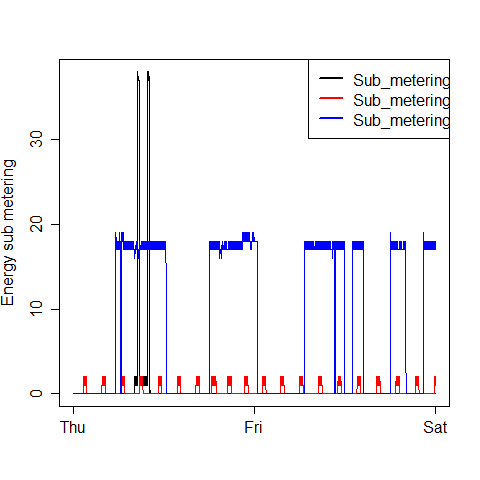 Sub_metering
Sub_metering
Sub_metering
Energy sub metering
30
20
10
0
Thu Fri Sat